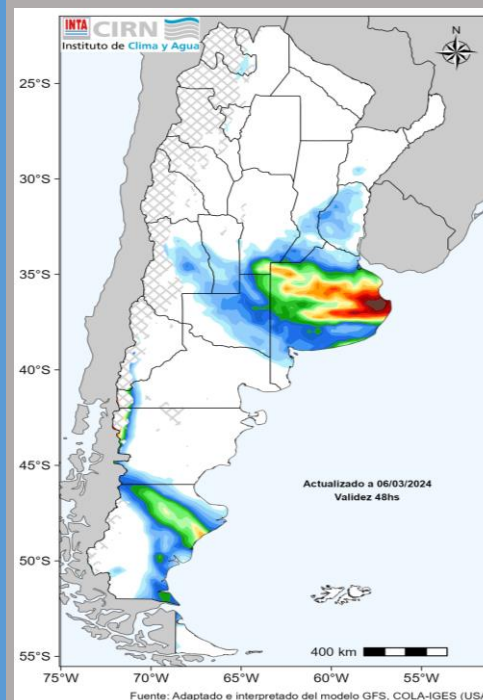 INTA CIRN
Instituto de Clima y Agua
N
25°S
30°S
35°S
40°S
45°S
50°S
55°S
Actualizado a 06/03/2024
Validez 48hs
400 km
75°W 70°W 65°W 60°W 55°W
Fuente: Adaptado e interpretado del modelo GFS, COLA-IGES (USA